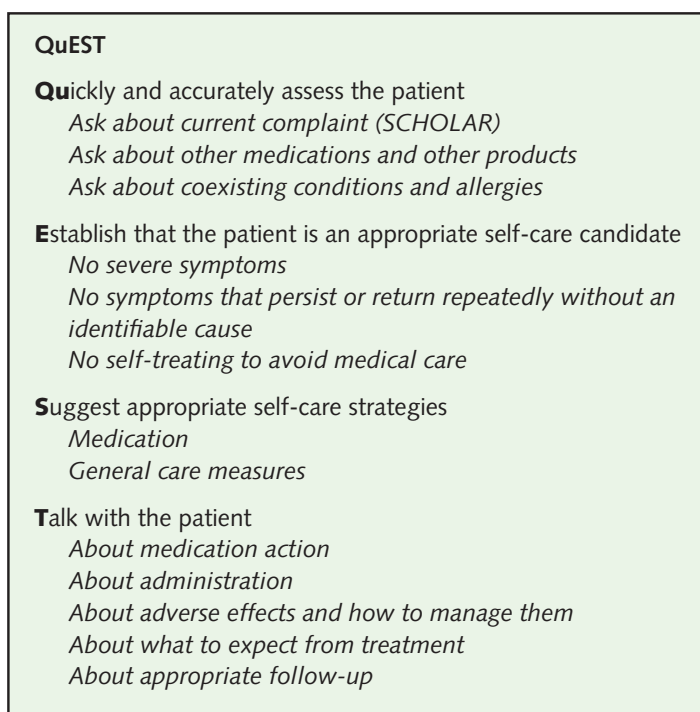 QuEST
Quickly and accurately assess the patient
Ask about current complaint (SCHOLAR)
Ask about other medications and other products
Ask about coexisting conditions and allergies
Establish that the patient is an appropriate self-care candidate
No severe symptoms
No symptoms that persist or return repeatedly without an
identifiable cause
No self-treating to avoid medical care
Suggest appropriate self-care strategies
Medication
General care measures
Talk with the patient
About medication action
About administration
About adverse effects and how to manage them
About what to expect from treatment
About appropriate follow-up